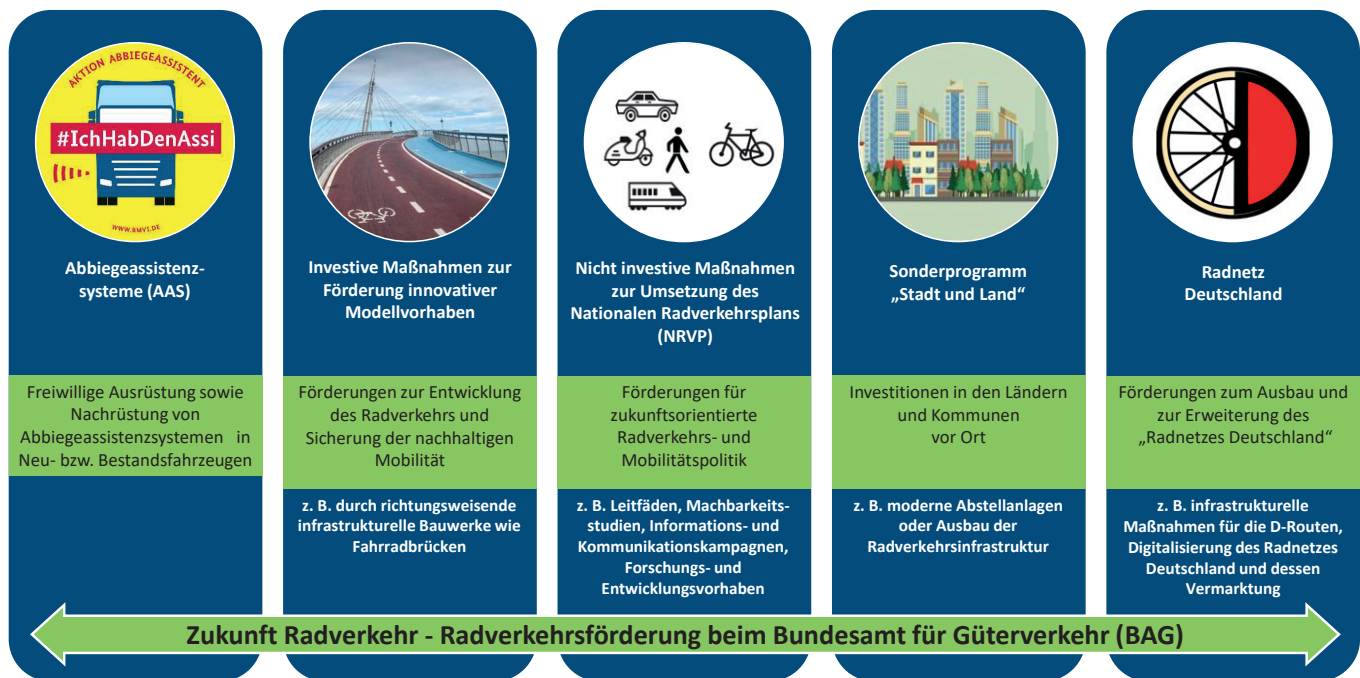 AKTION ABBIEGEASSISTENT
#IchHabDenAssi
WWW.BMVI.DE
Abbiegeassistenz-
systeme (AAS)
Freiwillige Ausrüstung sowie
Nachrüstung von
Abbiegeassistenzsystemen in
Neu- bzw. Bestandsfahrzeugen
Investive Maßnahmen zur
Förderung innovativer
Modellvorhaben
Förderungen zur Entwicklung
des Radverkehrs und
Sicherung der nachhaltigen
Mobilität
z. B. durch richtungsweisende
infrastrukturelle Bauwerke wie
Fahrradbrücken
Nicht investive Maßnahmen
zur Umsetzung des
Nationalen Radverkehrsplans
(NRVP)
Förderungen für
zukunftsorientierte
Radverkehrs- und
Mobilitätspolitik
z. B. Leitfäden, Machbarkeits-
studien, Informations- und
Kommunikationskampagnen,
Forschungs- und
Entwicklungsvorhaben
Sonderprogramm
„Stadt und Land“
Investitionen in den Ländern
und Kommunen
vor Ort
z. B. moderne Abstellanlagen
oder Ausbau der
Radverkehrsinfrastruktur
Radnetz
Deutschland
Förderungen zum Ausbau und
zur Erweiterung des
„Radnetzes Deutschland“
z. B. infrastrukturelle
Maßnahmen für die D-Routen,
Digitalisierung des Radnetzes
Deutschland und dessen
Vermarktung
Zukunft Radverkehr - Radverkehrsförderung beim Bundesamt für Güterverkehr (BAG)